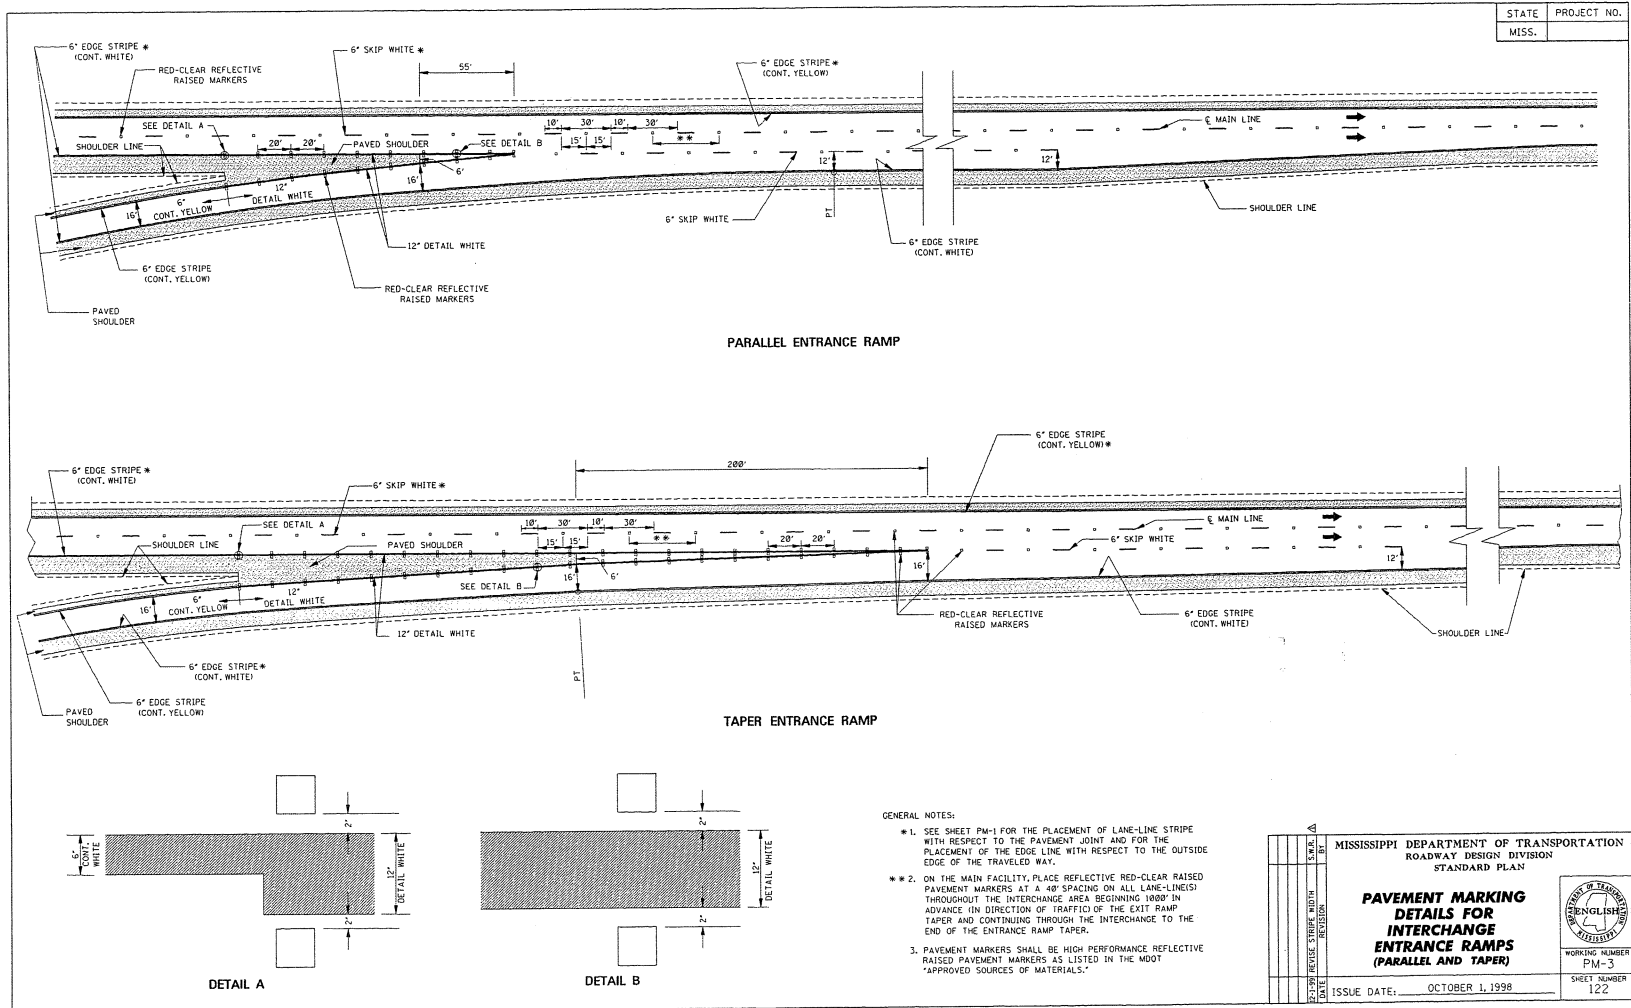 STATE PROJECT NO.
MISS.
6" EDGE STRIPE *
(CONT. WHITE)
RED-CLEAR REFLECTIVE
RAISED MARKERS
6" SKIP WHITE *
55'
6" EDGE STRIPE *
(CONT. YELLOW)
SEE DETAIL A
SHOULDER LINE
20' 20'
PAVED SHOULDER
SEE DETAIL B
10' 30' 10' 30'
15' 15'
**
℄ MAIN LINE
12'
12'
6'
16'
12"
DETAIL WHITE
6"
CONT. YELLOW
16'
6" SKIP WHITE
PT
6" EDGE STRIPE
(CONT. WHITE)
SHOULDER LINE
12" DETAIL WHITE
6" EDGE STRIPE
(CONT. YELLOW)
RED-CLEAR REFLECTIVE
RAISED MARKERS
PAVED
SHOULDER
PARALLEL ENTRANCE RAMP
6" EDGE STRIPE
(CONT. YELLOW)*
200'
6" EDGE STRIPE *
(CONT. WHITE)
6" SKIP WHITE *
SEE DETAIL A
10' 30' 10' 30'
℄ MAIN LINE
SHOULDER LINE
PAVED SHOULDER
15' 15'
**
20' 20'
6" SKIP WHITE
SEE DETAIL B
16'
6'
16'
12'
6"
CONT. YELLOW
12"
DETAIL WHITE
16'
12" DETAIL WHITE
RED-CLEAR REFLECTIVE
RAISED MARKERS
6" EDGE STRIPE
(CONT. WHITE)
SHOULDER LINE
6" EDGE STRIPE *
(CONT. WHITE)
PT
6" EDGE STRIPE
(CONT. YELLOW)
PAVED
SHOULDER
TAPER ENTRANCE RAMP
6"
CONT.
WHITE
2"
12"
DETAIL WHITE
2"
DETAIL A
2"
12"
DETAIL WHITE
2"
DETAIL B
GENERAL NOTES:
* 1. SEE SHEET PM-1 FOR THE PLACEMENT OF LANE-LINE STRIPE
WITH RESPECT TO THE PAVEMENT JOINT AND FOR THE
PLACEMENT OF THE EDGE LINE WITH RESPECT TO THE OUTSIDE
EDGE OF THE TRAVELED WAY.
* * 2. ON THE MAIN FACILITY, PLACE REFLECTIVE RED-CLEAR RAISED
PAVEMENT MARKERS AT A 40' SPACING ON ALL LANE-LINE(S)
THROUGHOUT THE INTERCHANGE AREA BEGINNING 1000' IN
ADVANCE (IN DIRECTION OF TRAFFIC) OF THE EXIT RAMP
TAPER AND CONTINUING THROUGH THE INTERCHANGE TO THE
END OF THE ENTRANCE RAMP TAPER.
3. PAVEMENT MARKERS SHALL BE HIGH PERFORMANCE REFLECTIVE
RAISED PAVEMENT MARKERS AS LISTED IN THE MDOT
"APPROVED SOURCES OF MATERIALS."
S.W.R.
BY
REVISE STRIPE WIDTH
REVISION
12-1-99
DATE
MISSISSIPPI DEPARTMENT OF TRANSPORTATION
ROADWAY DESIGN DIVISION
STANDARD PLAN
PAVEMENT MARKING
DETAILS FOR
INTERCHANGE
ENTRANCE RAMPS
(PARALLEL AND TAPER)
DEPARTMENT OF TRANSPORTATION
ENGLISH
MISSISSIPPI
WORKING NUMBER
PM-3
ISSUE DATE: OCTOBER 1, 1998
SHEET NUMBER
122